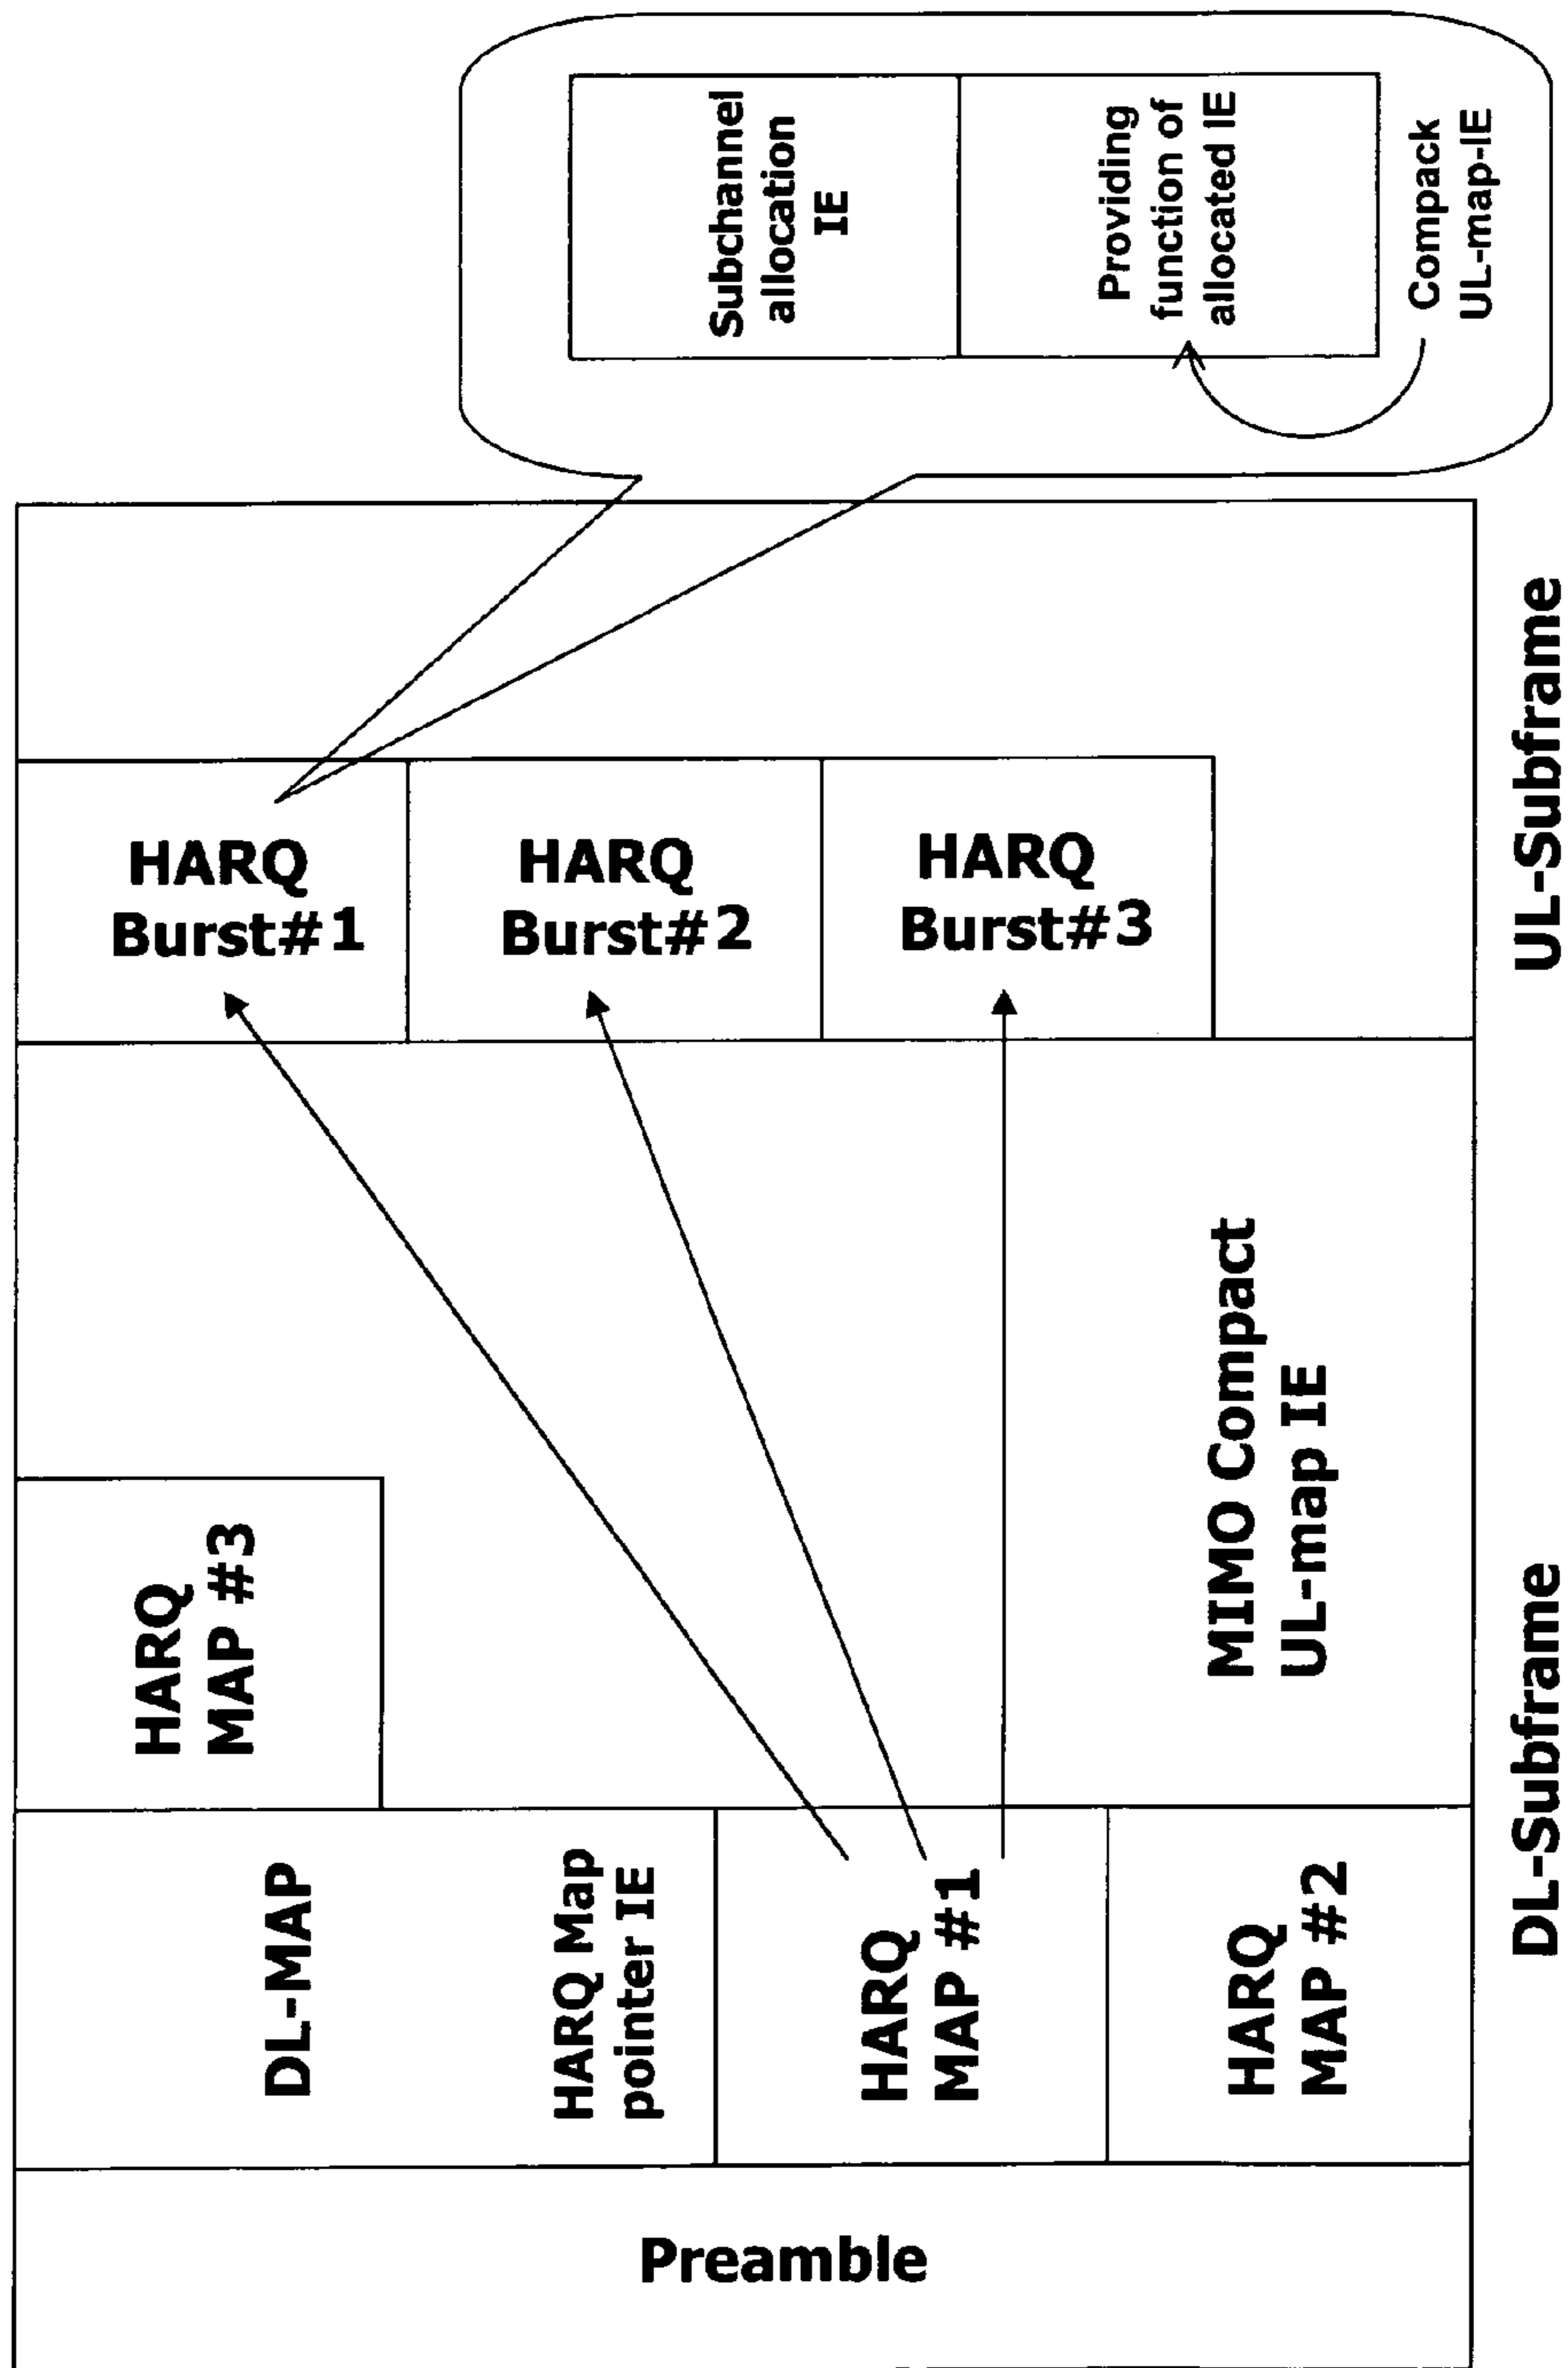 Preamble
DL-MAP
HARQ Map
pointer IE
HARQ
MAP #1
HARQ
MAP #2
HARQ
MAP #3
MIMO Compact
UL-map IE
HARQ
Burst#1
HARQ
Burst#2
HARQ
Burst#3
Subchannel
allocation
IE
Providing
function of
allocated IE
Compack
UL-map-IE
DL-Subframe
UL-Subframe